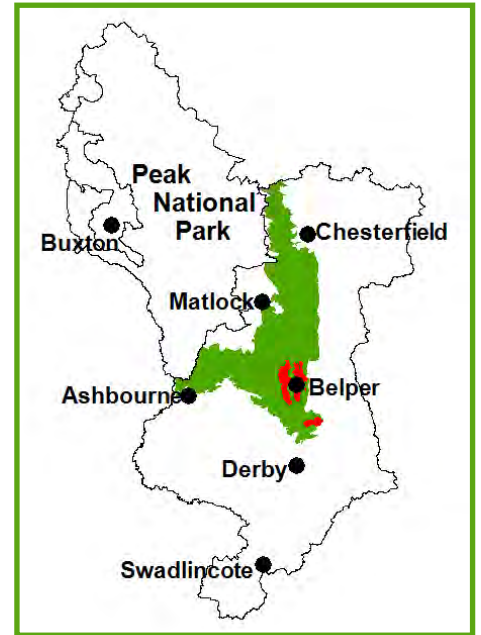 Peak
National
Park
Buxton
Chesterfield
Matlock
Ashbourne
Belper
Derby
Swadlincote